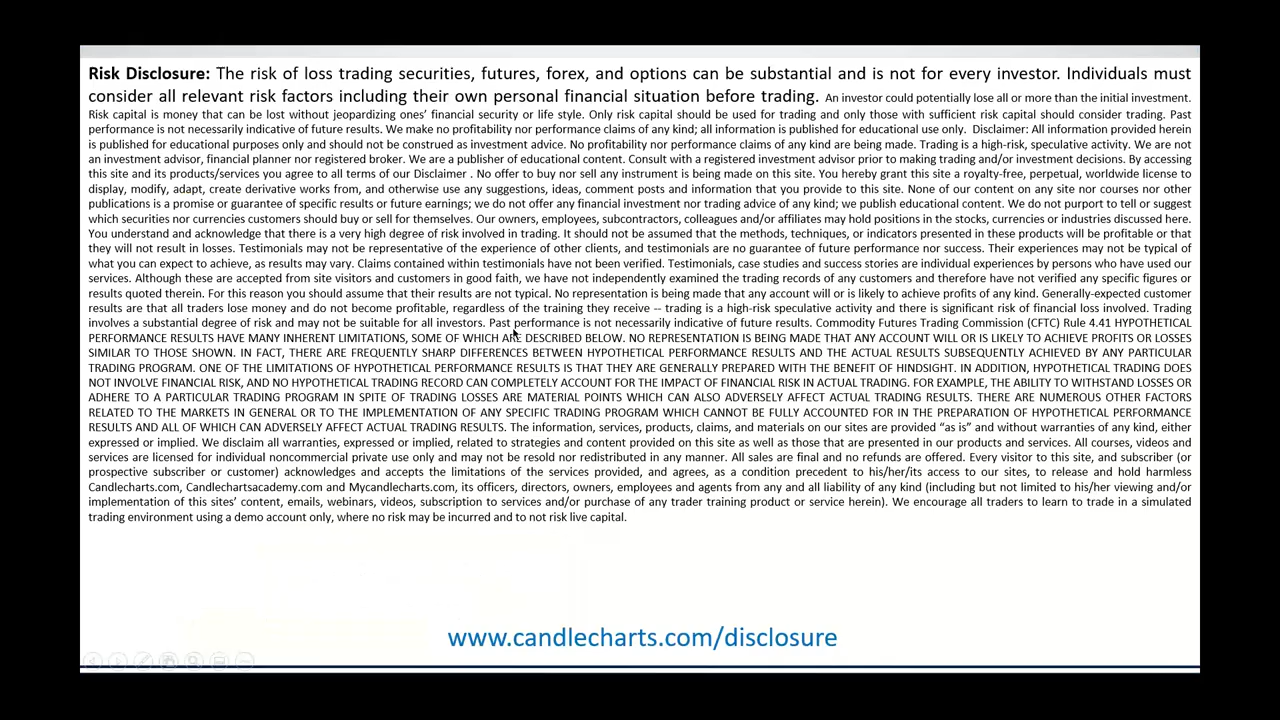 Risk Disclosure: The risk of loss trading securities, futures, forex, and options can be substantial and is not for every investor. Individuals must
consider all relevant risk factors including their own personal financial situation before trading. An investor could potentially lose all or more than the initial investment.
Risk capital is money that can be lost without jeopardizing ones’ financial security or life style. Only risk capital should be used for trading and only those with sufficient risk capital should consider trading. Past
performance is not necessarily indicative of future results. We make no profitability nor performance claims of any kind; all information is published for educational use only. Disclaimer: All information provided herein
is published for educational purposes only and should not be construed as investment advice. No profitability nor performance claims of any kind are being made. Trading is a high-risk, speculative activity. We are not
an investment advisor, financial planner nor registered broker. We are a publisher of educational content. Consult with a registered investment advisor prior to making trading and/or investment decisions. By accessing
this site and its products/services you agree to all terms of our Disclaimer . No offer to buy nor sell any instrument is being made on this site. You hereby grant this site a royalty-free, perpetual, worldwide license to
display, modify, adapt, create derivative works from, and otherwise use any suggestions, ideas, comment posts and information that you provide to this site. None of our content on any site nor courses nor other
publications is a promise or guarantee of specific results or future earnings; we do not offer any financial investment nor trading advice of any kind; we publish educational content. We do not purport to tell or suggest
which securities nor currencies customers should buy or sell for themselves. Our owners, employees, subcontractors, colleagues and/or affiliates may hold positions in the stocks, currencies or industries discussed here.
You understand and acknowledge that there is a very high degree of risk involved in trading. It should not be assumed that the methods, techniques, or indicators presented in these products will be profitable or that
they will not result in losses. Testimonials may not be representative of the experience of other clients, and testimonials are no guarantee of future performance nor success. Their experiences may not be typical of
what you can expect to achieve, as results may vary. Claims contained within testimonials have not been verified. Testimonials, case studies and success stories are individual experiences by persons who have used our
services. Although these are accepted from site visitors and customers in good faith, we have not independently examined the trading records of any customers and therefore have not verified any specific figures or
results quoted therein. For this reason you should assume that their results are not typical. No representation is being made that any account will or is likely to achieve profits of any kind. Generally-expected customer
results are that all traders lose money and do not become profitable, regardless of the training they receive -- trading is a high-risk speculative activity and there is significant risk of financial loss involved. Trading
involves a substantial degree of risk and may not be suitable for all investors. Past performance is not necessarily indicative of future results. Commodity Futures Trading Commission (CFTC) Rule 4.41 HYPOTHETICAL
PERFORMANCE RESULTS HAVE MANY INHERENT LIMITATIONS, SOME OF WHICH ARE DESCRIBED BELOW. NO REPRESENTATION IS BEING MADE THAT ANY ACCOUNT WILL OR IS LIKELY TO ACHIEVE PROFITS OR LOSSES
SIMILAR TO THOSE SHOWN. IN FACT, THERE ARE FREQUENTLY SHARP DIFFERENCES BETWEEN HYPOTHETICAL PERFORMANCE RESULTS AND THE ACTUAL RESULTS SUBSEQUENTLY ACHIEVED BY ANY PARTICULAR
TRADING PROGRAM. ONE OF THE LIMITATIONS OF HYPOTHETICAL PERFORMANCE RESULTS IS THAT THEY ARE GENERALLY PREPARED WITH THE BENEFIT OF HINDSIGHT. IN ADDITION, HYPOTHETICAL TRADING DOES
NOT INVOLVE FINANCIAL RISK, AND NO HYPOTHETICAL TRADING RECORD CAN COMPLETELY ACCOUNT FOR THE IMPACT OF FINANCIAL RISK IN ACTUAL TRADING. FOR EXAMPLE, THE ABILITY TO WITHSTAND LOSSES OR
ADHERE TO A PARTICULAR TRADING PROGRAM IN SPITE OF TRADING LOSSES ARE MATERIAL POINTS WHICH CAN ALSO ADVERSELY AFFECT ACTUAL TRADING RESULTS. THERE ARE NUMEROUS OTHER FACTORS
RELATED TO THE MARKETS IN GENERAL OR TO THE IMPLEMENTATION OF ANY SPECIFIC TRADING PROGRAM WHICH CANNOT BE FULLY ACCOUNTED FOR IN THE PREPARATION OF HYPOTHETICAL PERFORMANCE
RESULTS AND ALL OF WHICH CAN ADVERSELY AFFECT ACTUAL TRADING RESULTS. The information, services, products, claims, and materials on our sites are provided “as is” and without warranties of any kind, either
expressed or implied. We disclaim all warranties, expressed or implied, related to strategies and content provided on this site as well as those that are presented in our products and services. All courses, videos and
services are licensed for individual noncommercial private use only and may not be resold nor redistributed in any manner. All sales are final and no refunds are offered. Every visitor to this site, and subscriber (or
prospective subscriber or customer) acknowledges and accepts the limitations of the services provided, and agrees, as a condition precedent to his/her/its access to our sites, to release and hold harmless
Candlecharts.com, Candlechartsacademy.com and Mycandlecharts.com, its officers, directors, owners, employees and agents from any and all liability of any kind (including but not limited to his/her viewing and/or
implementation of this sites’ content, emails, webinars, videos, subscription to services and/or purchase of any trader training product or service herein). We encourage all traders to learn to trade in a simulated
trading environment using a demo account only, where no risk may be incurred and to not risk live capital.
www.candlecharts.com/disclosure